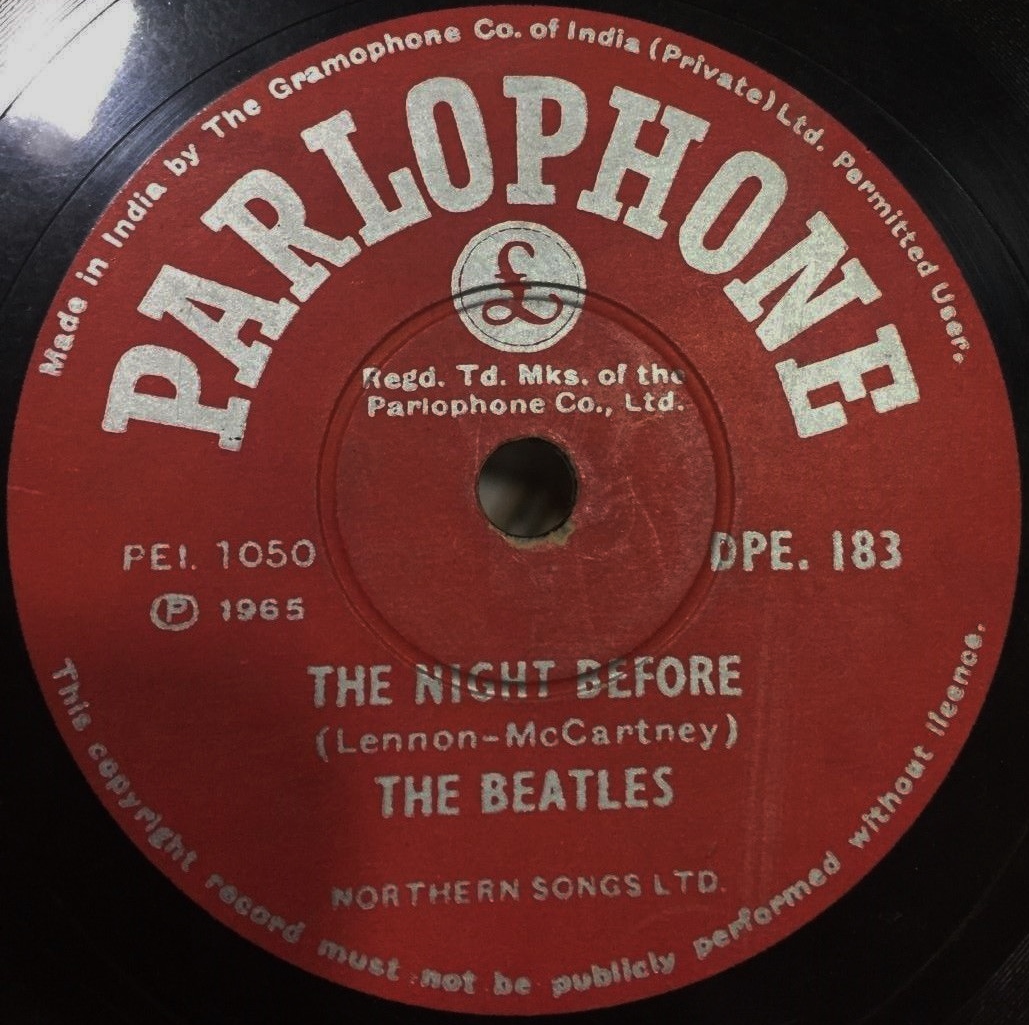 Made in India by The Gramophone Co. of India (Private) Ltd. Permitted User.
PARLOPHONE
£
Regd. Td. Mks. of the
Parlophone Co., Ltd.
PEI. 1050
DPE. 183
Ⓟ 1965
THE NIGHT BEFORE
(Lennon-McCartney)
THE BEATLES
NORTHERN SONGS LTD.
This copyright record must not be publicly performed without licence.